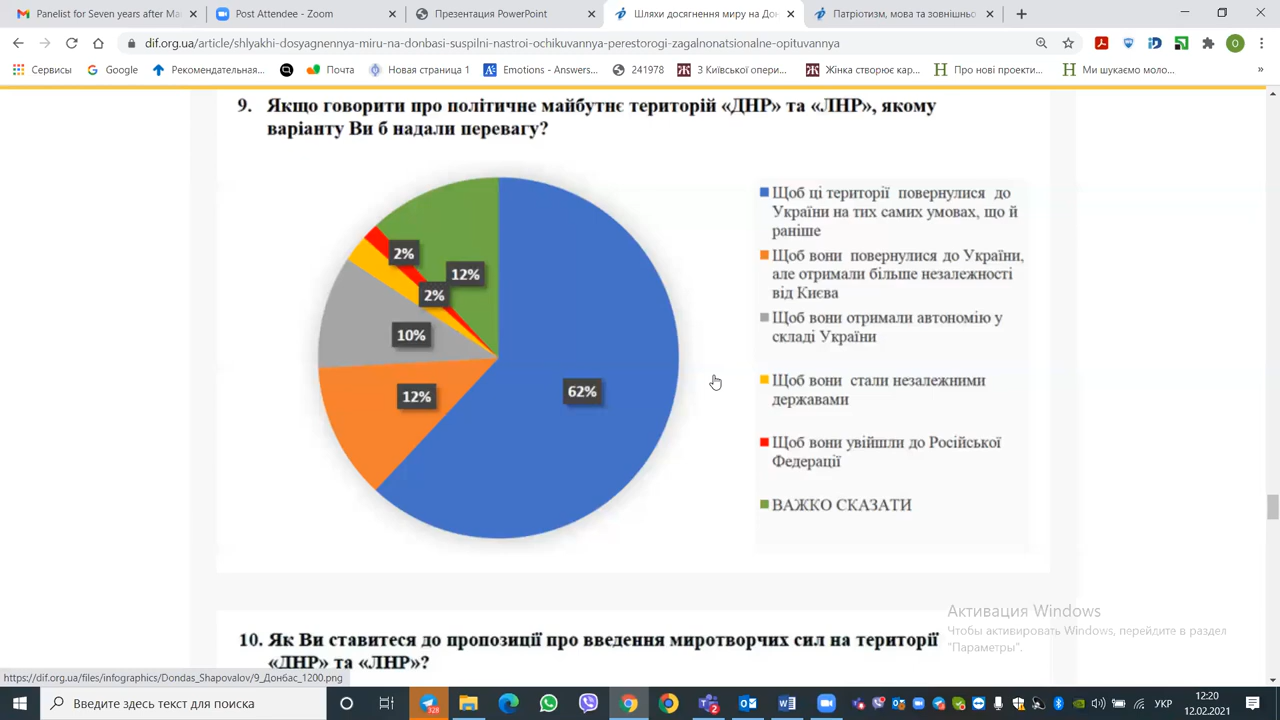 Panelist for Seven years after Ma
Post Attendee - Zoom
Презентация PowerPoint
Шляхи досягнення миру на Дон
Патріотизм, мова та зовнішньо
dif.org.ua/article/shlyakhi-dosyagnennya-miru-na-donbasi-suspilni-nastroi-ochikuvannya-perestorogi-zagalnonatsionalne-opituvannya
Сервисы
Google
Рекомендательная...
Почта
Новая страница 1
Emotions - Answers...
241978
З Київської опери...
Жінка створює кар...
Про нові проекти...
Ми шукаємо моло...
9. Якщо говорити про політичне майбутнє територій «ДНР» та «ЛНР», якому
варіанту Ви б надали перевагу?
2%
12%
2%
10%
12%
62%
Щоб ці території повернулися до
України на тих самих умовах, що й
раніше
Щоб вони повернулися до України,
але отримали більше незалежності
від Києва
Щоб вони отримали автономію у
складі України
Щоб вони стали незалежними
державами
Щоб вони увійшли до Російської
Федерації
ВАЖКО СКАЗАТИ
Активация Windows
Чтобы активировать Windows, перейдите в раздел
"Параметры".
10. Як Ви ставитеся до пропозиції про введення миротворчих сил на території
«ДНР» та «ЛНР»?
https://dif.org.ua/files/infographics/Dondas_Shapovalov/9_Донбас_1200.png
Введите здесь текст для поиска
928
2
УКР
12:20
12.02.2021